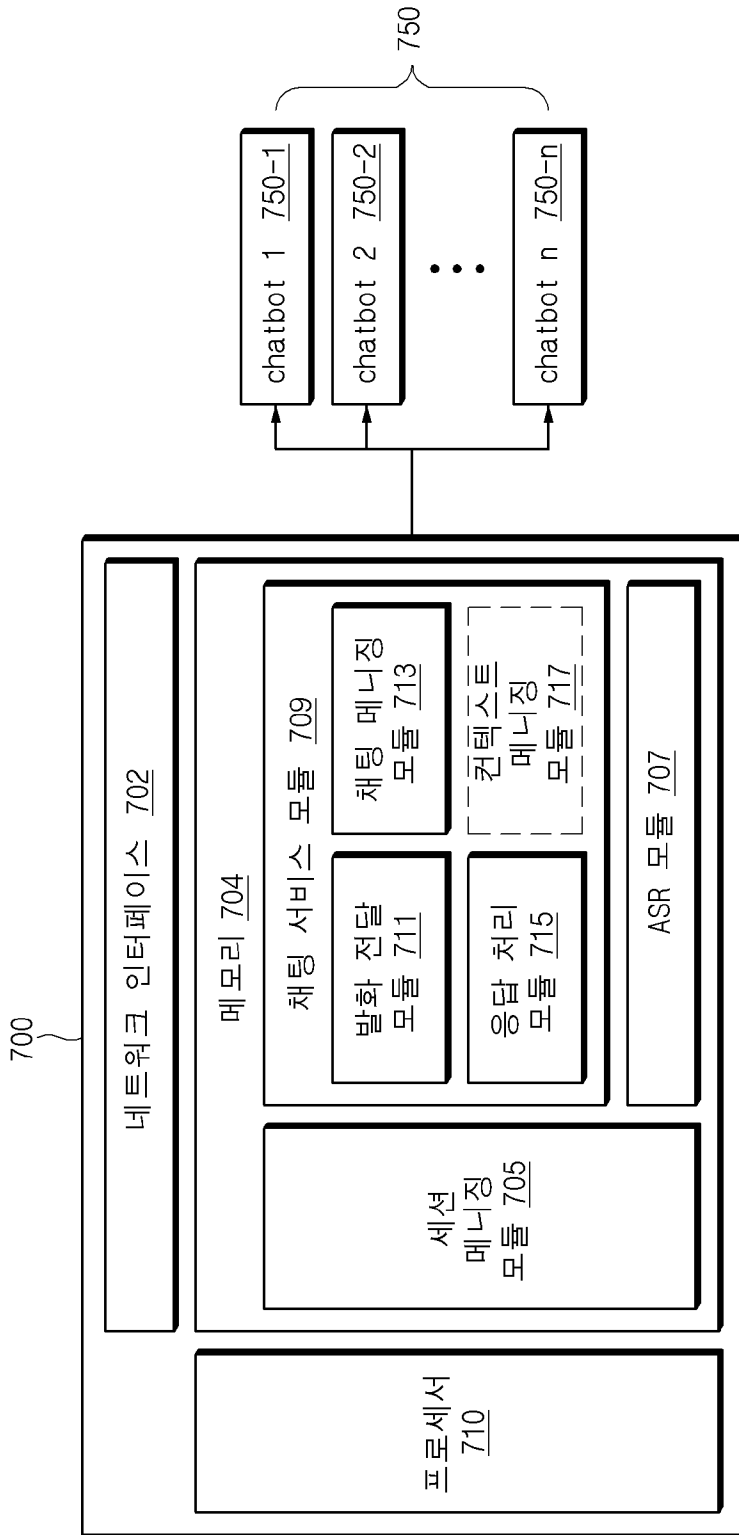 700
네트워크 인터페이스 702
프로세서
710
메모리 704
세션
메니징
모듈 705
채팅 서비스 모듈 709
발화 전달
모듈 711
채팅 메니징
모듈 713
응답 처리
모듈 715
컨텍스트
메니징
모듈 717
ASR 모듈 707
chatbot 1 750-1
chatbot 2 750-2
•••
chatbot n 750-n
750